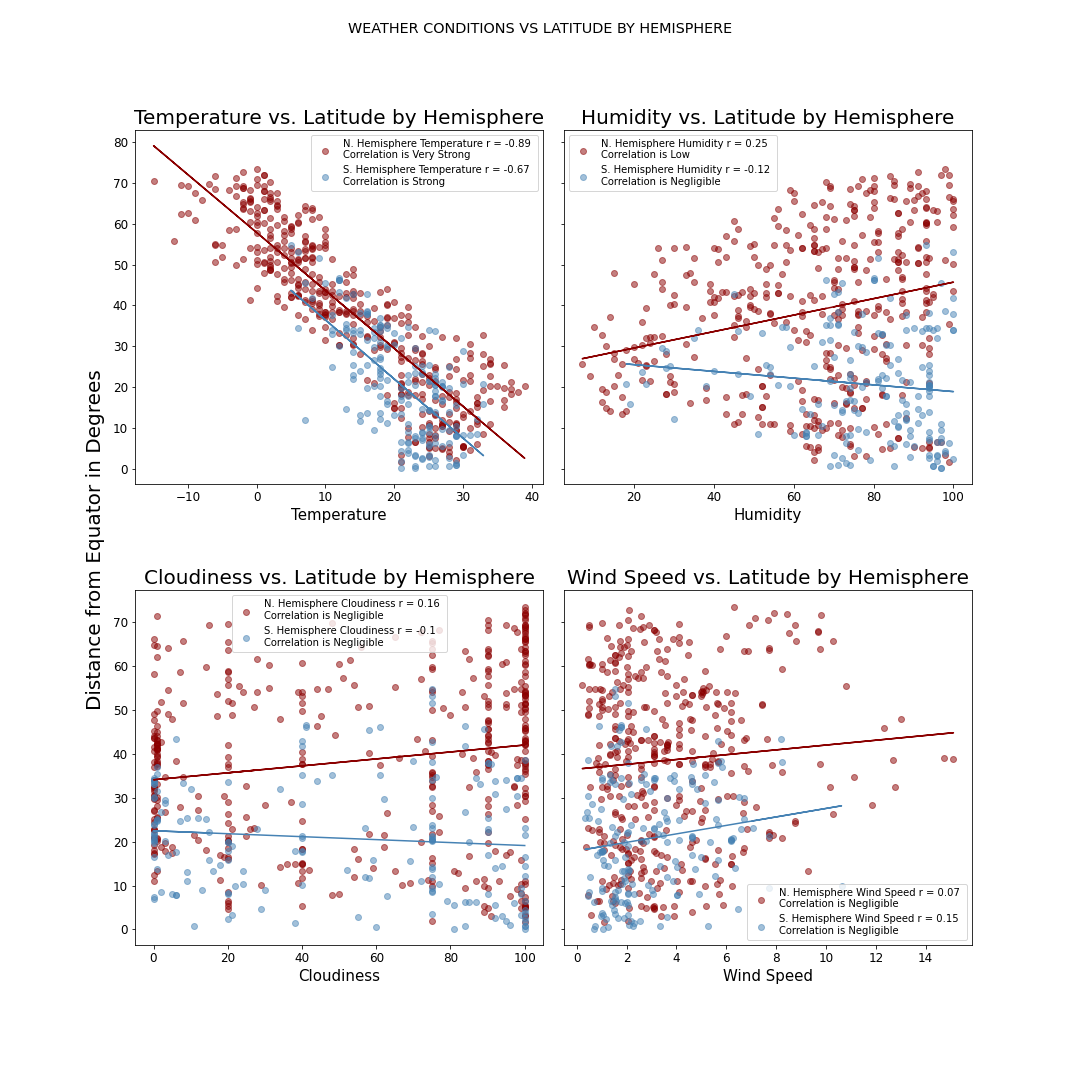 WEATHER CONDITIONS VS LATITUDE BY HEMISPHERE
Distance from Equator in Degrees
Temperature vs. Latitude by Hemisphere
N. Hemisphere Temperature r = -0.89
Correlation is Very Strong
S. Hemisphere Temperature r = -0.67
Correlation is Strong
80
70
60
50
40
30
20
10
0
−10 0 10 20 30 40
Temperature
Humidity vs. Latitude by Hemisphere
N. Hemisphere Humidity r = 0.25
Correlation is Low
S. Hemisphere Humidity r = -0.12
Correlation is Negligible
20 40 60 80 100
Humidity
Cloudiness vs. Latitude by Hemisphere
N. Hemisphere Cloudiness r = 0.16
Correlation is Negligible
S. Hemisphere Cloudiness r = -0.1
Correlation is Negligible
70
60
50
40
30
20
10
0
0 20 40 60 80 100
Cloudiness
Wind Speed vs. Latitude by Hemisphere
N. Hemisphere Wind Speed r = 0.07
Correlation is Negligible
S. Hemisphere Wind Speed r = 0.15
Correlation is Negligible
0 2 4 6 8 10 12 14
Wind Speed